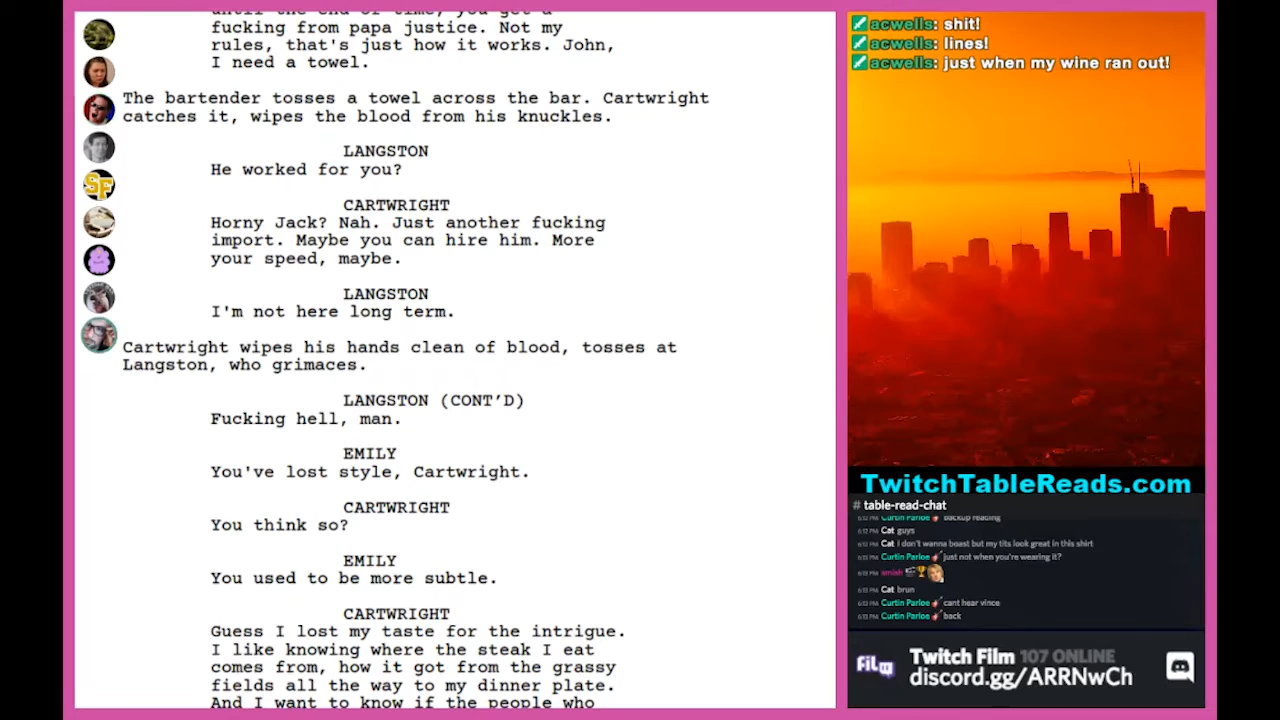 until the end of time, you get a
fucking from papa justice. Not my
rules, that's just how it works. John,
I need a towel.
The bartender tosses a towel across the bar. Cartwright
catches it, wipes the blood from his knuckles.
LANGSTON
He worked for you?
CARTWRIGHT
Horny Jack? Nah. Just another fucking
import. Maybe you can hire him. More
your speed, maybe.
LANGSTON
I'm not here long term.
Cartwright wipes his hands clean of blood, tosses at
Langston, who grimaces.
LANGSTON (CONT'D)
Fucking hell, man.
EMILY
You've lost style, Cartwright.
CARTWRIGHT
You think so?
EMILY
You used to be more subtle.
CARTWRIGHT
Guess I lost my taste for the intrigue.
I like knowing where the steak I eat
comes from, how it got from the grassy
fields all the way to my dinner plate.
And I want to know if the people who
SF
acwells: shit!
acwells: lines!
acwells: just when my wine ran out!
TwitchTableReads.com
# table-read-chat
Curtin Parloe backup reading
Cat guys
Cat i don't wanna boast but my tits look great in this shirt
Curtin Parloe just not when you're wearing it?
Cat brun
Curtin Parloe cant hear vince
Curtin Parloe back
film
Twitch Film 107 ONLINE
discord.gg/ARRNwCh